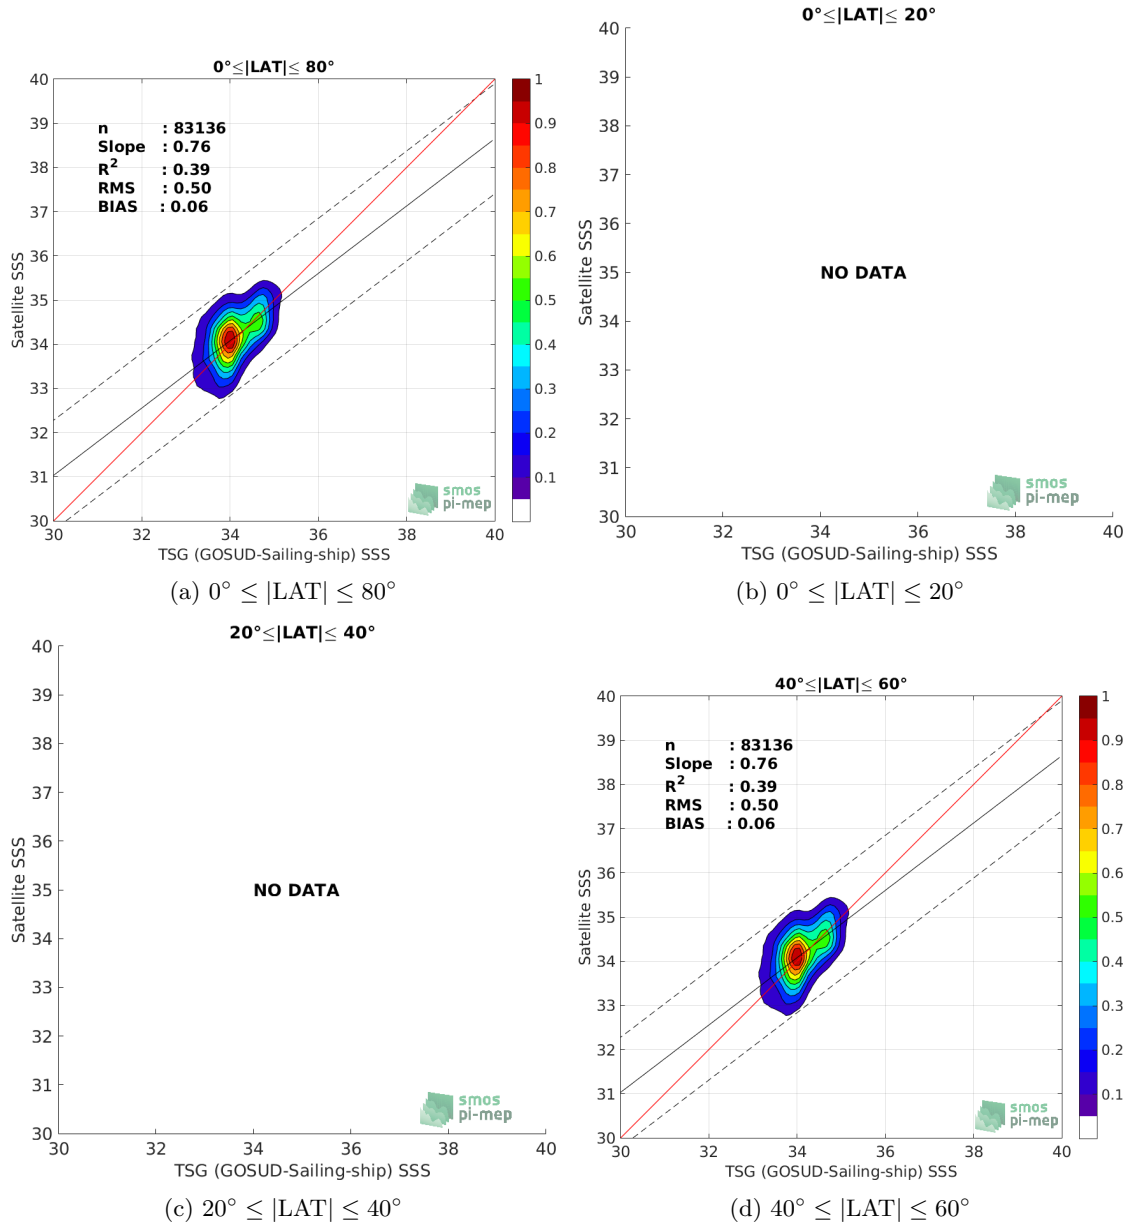 0°≤|LAT|≤ 80°
40
39
38
37
36
35
34
33
32
31
30
Satellite SSS
n : 83136
Slope : 0.76
R² : 0.39
RMS : 0.50
BIAS : 0.06
smos
pi-mep
30 32 34 36 38 40
TSG (GOSUD-Sailing-ship) SSS
1
0.9
0.8
0.7
0.6
0.5
0.4
0.3
0.2
0.1
(a) 0° ≤ |LAT| ≤ 80°
0°≤|LAT|≤ 20°
40
39
38
37
36
35
34
33
32
31
30
Satellite SSS
NO DATA
smos
pi-mep
30 32 34 36 38 40
TSG (GOSUD-Sailing-ship) SSS
(b) 0° ≤ |LAT| ≤ 20°
20°≤|LAT|≤ 40°
40
39
38
37
36
35
34
33
32
31
30
Satellite SSS
NO DATA
smos
pi-mep
30 32 34 36 38 40
TSG (GOSUD-Sailing-ship) SSS
(c) 20° ≤ |LAT| ≤ 40°
40°≤|LAT|≤ 60°
40
39
38
37
36
35
34
33
32
31
30
Satellite SSS
n : 83136
Slope : 0.76
R² : 0.39
RMS : 0.50
BIAS : 0.06
smos
pi-mep
30 32 34 36 38 40
TSG (GOSUD-Sailing-ship) SSS
1
0.9
0.8
0.7
0.6
0.5
0.4
0.3
0.2
0.1
(d) 40° ≤ |LAT| ≤ 60°